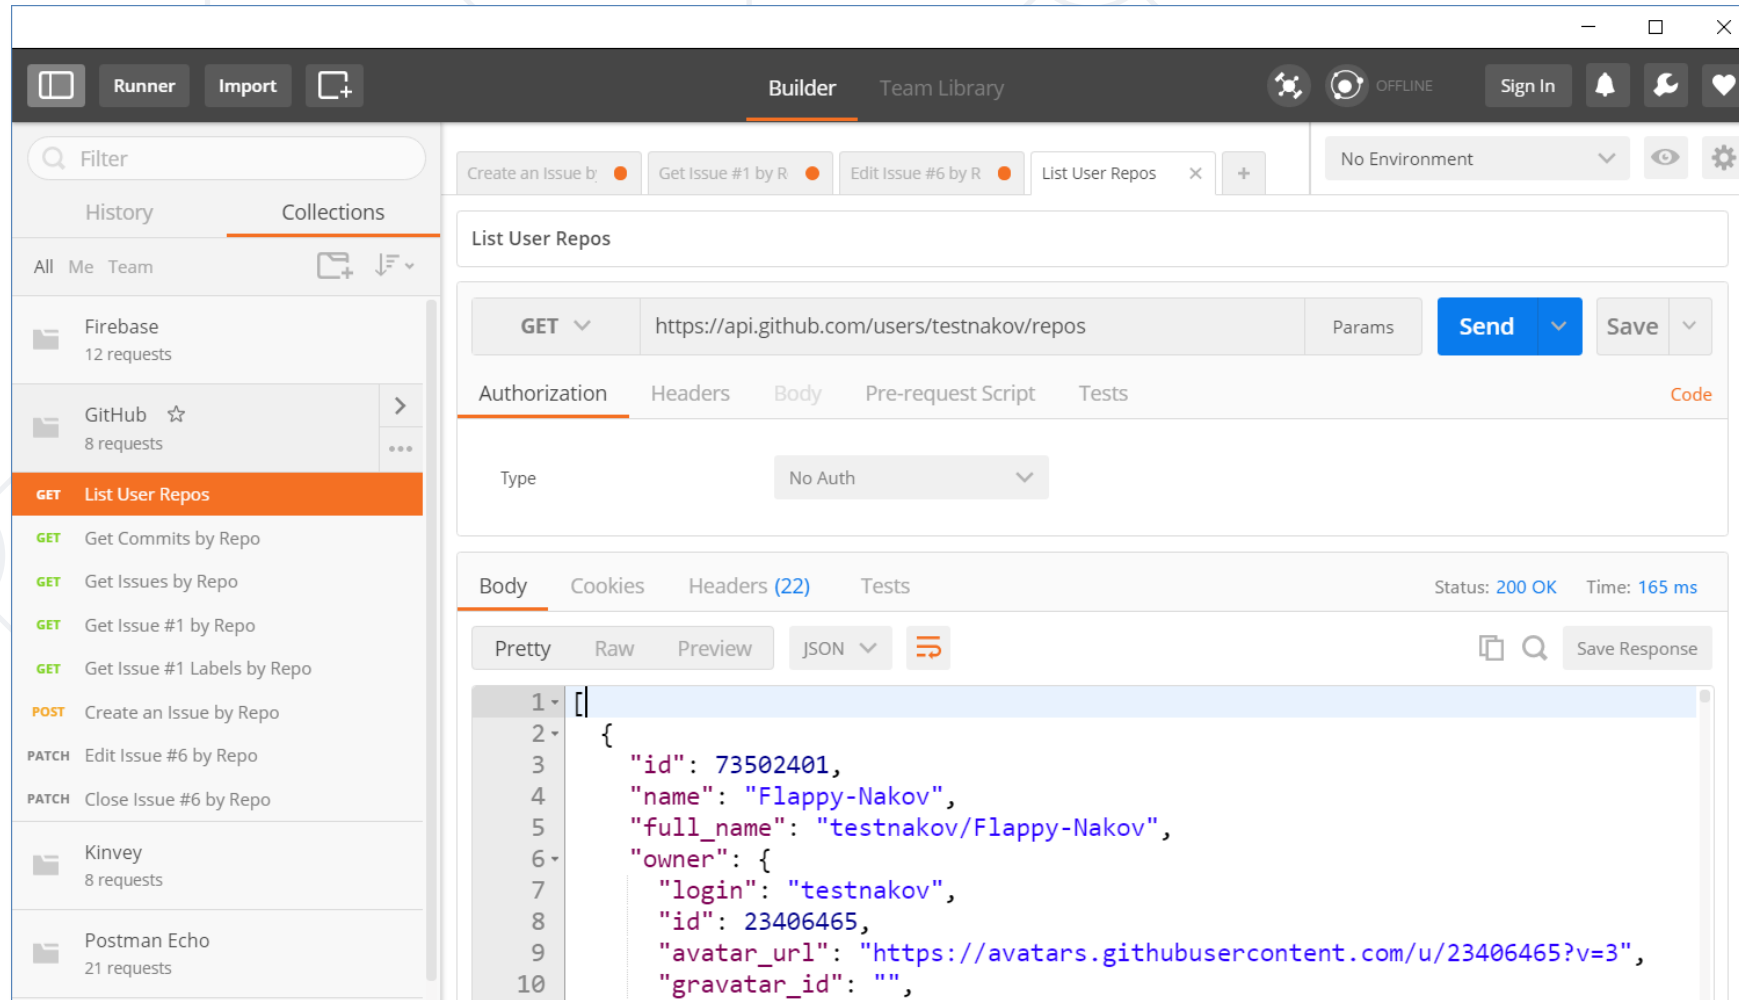 Runner Import Builder Team Library OFFLINE Sign In
Filter
History Collections
All Me Team
Firebase
12 requests
GitHub
8 requests
GET List User Repos
GET Get Commits by Repo
GET Get Issues by Repo
GET Get Issue #1 by Repo
GET Get Issue #1 Labels by Repo
POST Create an Issue by Repo
PATCH Edit Issue #6 by Repo
PATCH Close Issue #6 by Repo
Kinvey
8 requests
Postman Echo
21 requests
Create an Issue by Get Issue #1 by R Edit Issue #6 by R List User Repos
No Environment
List User Repos
GET https://api.github.com/users/testnakov/repos Params Send Save
Authorization Headers Body Pre-request Script Tests Code
Type No Auth
Body Cookies Headers (22) Tests Status: 200 OK Time: 165 ms
Pretty Raw Preview JSON Save Response
1 [
2 {
3 "id": 73502401,
4 "name": "Flappy-Nakov",
5 "full_name": "testnakov/Flappy-Nakov",
6 "owner": {
7 "login": "testnakov",
8 "id": 23406465,
9 "avatar_url": "https://avatars.githubusercontent.com/u/23406465?v=3",
10 "gravatar_id": "",